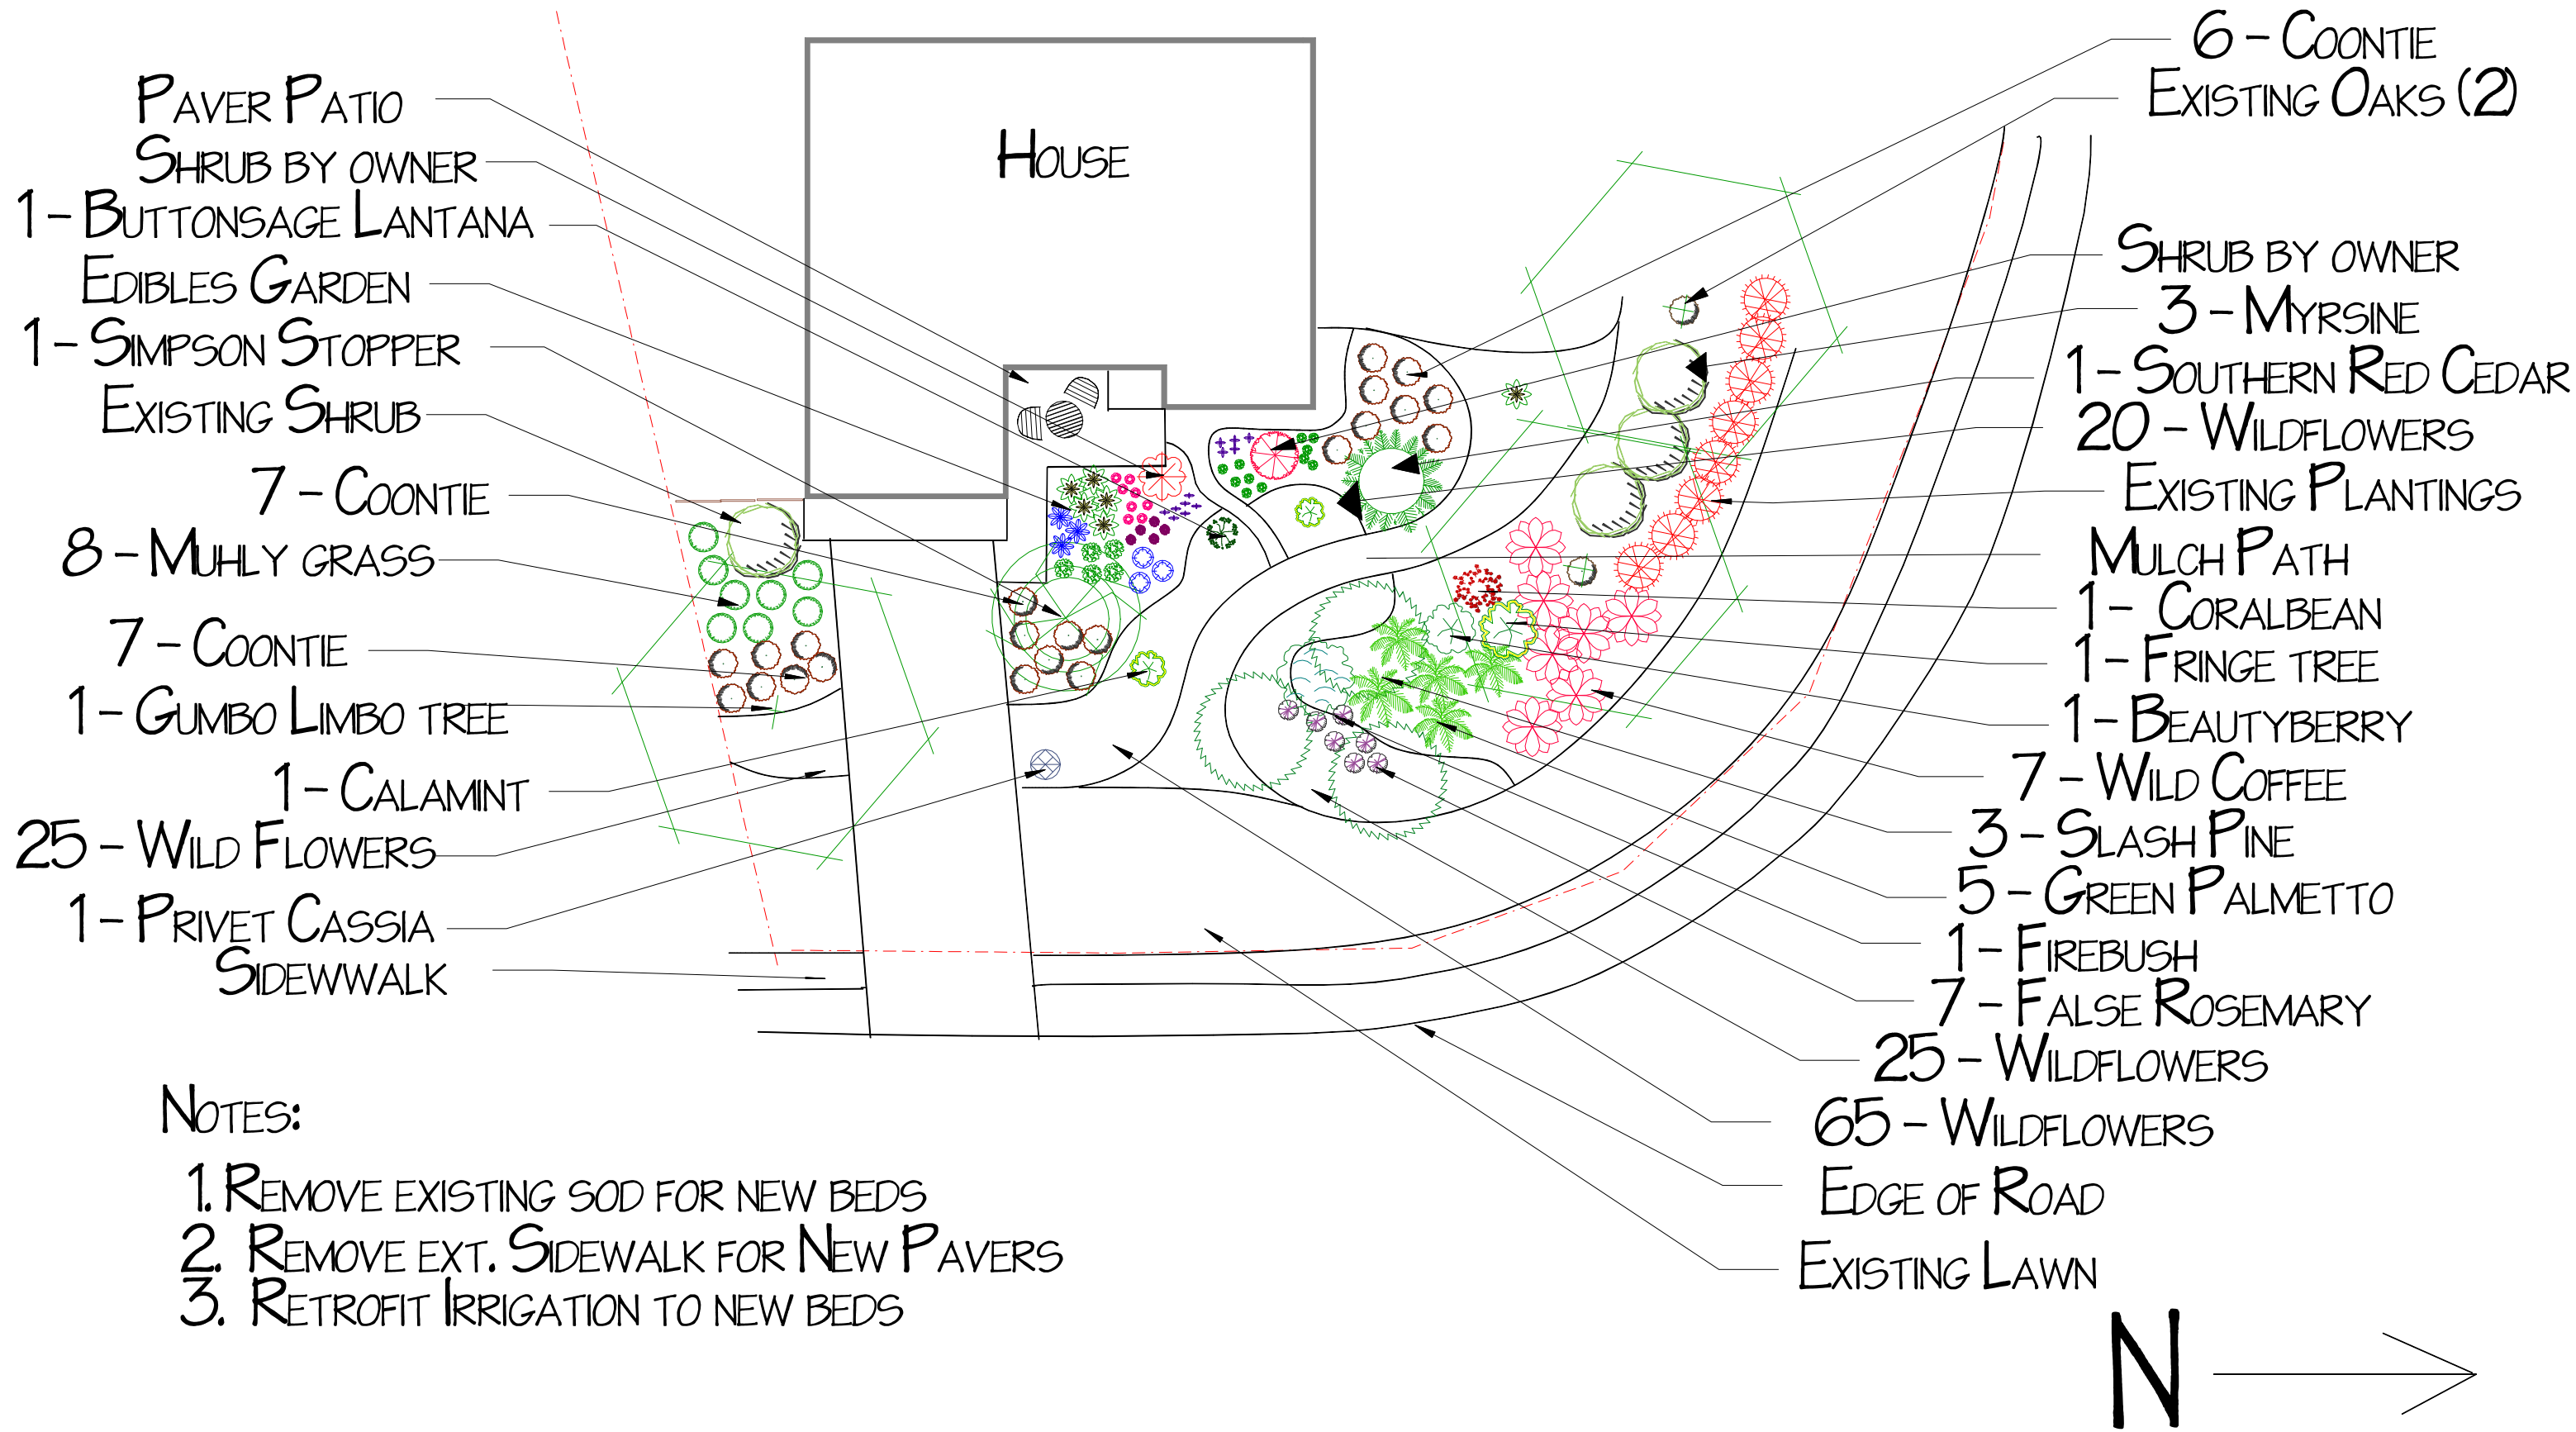 Paver Patio
Shrub by owner
1 - Buttonsage Lantana
Edibles Garden
1 - Simpson Stopper
Existing Shrub
7 - Coontie
8 - Muhly grass
7 - Coontie
1 - Gumbo Limbo tree
1 - Calamint
25 - Wild Flowers
1 - Privet Cassia
Sidewwalk
House
6 - Coontie
Existing Oaks (2)
Shrub by owner
3 - Myrsine
1 - Southern Red Cedar
20 - Wildflowers
Existing Plantings
Mulch Path
1 - Coralbean
1 - Fringe tree
1 - Beautyberry
7 - Wild Coffee
3 - Slash Pine
5 - Green Palmetto
1 - Firebush
7 - False Rosemary
25 - Wildflowers
65 - Wildflowers
Edge of Road
Existing Lawn
Notes:
1. Remove existing sod for new beds
2. Remove ext. Sidewalk for New Pavers
3. Retrofit Irrigation to new beds
N